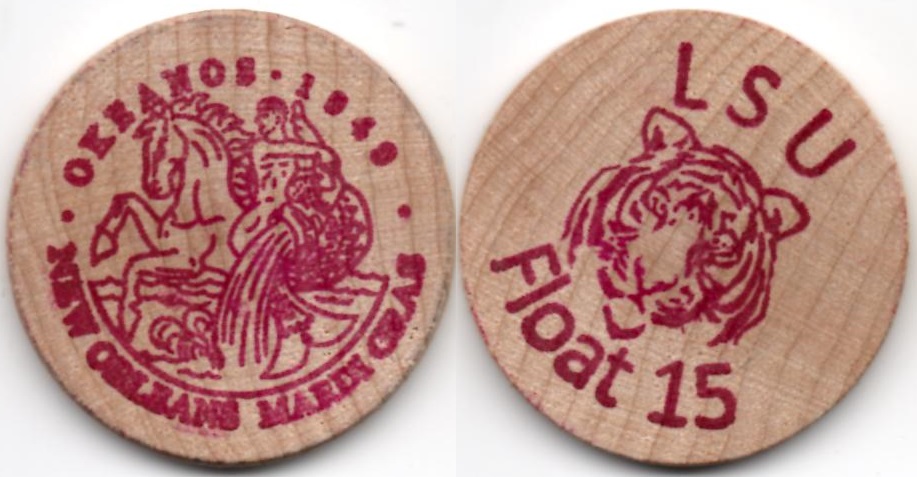 • OKEANOS • 1949 •
NEW ORLEANS MARDI GRAS
LSU
Float 15